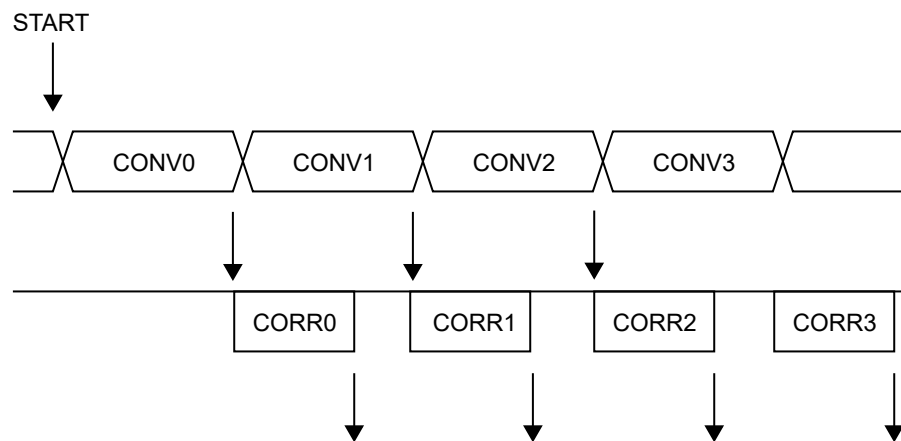 START
CONV0 CONV1 CONV2 CONV3
CORR0 CORR1 CORR2 CORR3